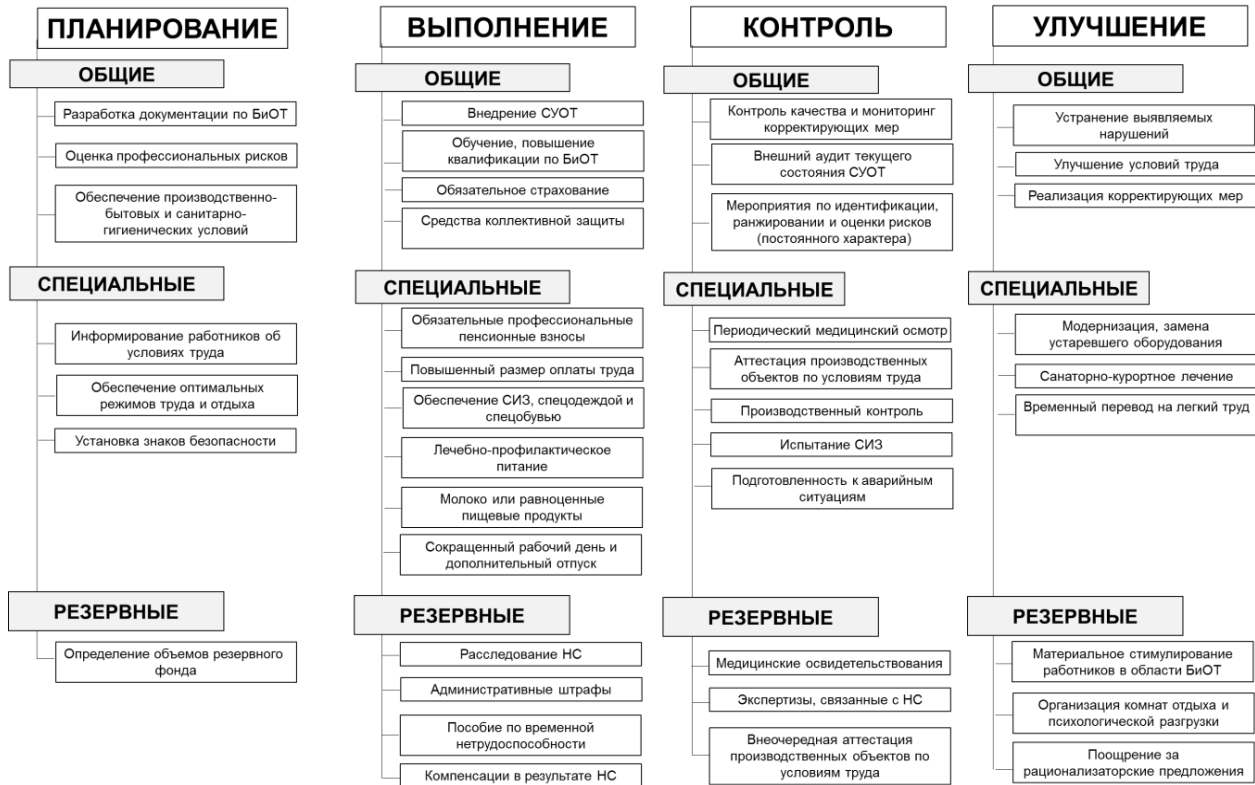 ПЛАНИРОВАНИЕ
ОБЩИЕ
Разработка документации по БиОТ
Оценка профессиональных рисков
Обеспечение производственно-
бытовых и санитарно-
гигиенических условий
СПЕЦИАЛЬНЫЕ
Информирование работников об
условиях труда
Обеспечение оптимальных
режимов труда и отдыха
Установка знаков безопасности
РЕЗЕРВНЫЕ
Определение объемов резервного
фонда
ВЫПОЛНЕНИЕ
ОБЩИЕ
Внедрение СУОТ
Обучение, повышение
квалификации по БиОТ
Обязательное страхование
Средства коллективной защиты
СПЕЦИАЛЬНЫЕ
Обязательные профессиональные
пенсионные взносы
Повышенный размер оплаты труда
Обеспечение СИЗ, спецодеждой и
спецобувью
Лечебно-профилактическое
питание
Молоко или равноценные
пищевые продукты
Сокращенный рабочий день и
дополнительный отпуск
РЕЗЕРВНЫЕ
Расследование НС
Административные штрафы
Пособие по временной
нетрудоспособности
Компенсации в результате НС
КОНТРОЛЬ
ОБЩИЕ
Контроль качества и мониторинг
корректирующих мер
Внешний аудит текущего
состояния СУОТ
Мероприятия по идентификации,
ранжировании и оценки рисков
(постоянного характера)
СПЕЦИАЛЬНЫЕ
Периодический медицинский осмотр
Аттестация производственных
объектов по условиям труда
Производственный контроль
Испытание СИЗ
Подготовленность к аварийным
ситуациям
РЕЗЕРВНЫЕ
Медицинские освидетельствования
Экспертизы, связанные с НС
Внеочередная аттестация
производственных объектов по
условиям труда
УЛУЧШЕНИЕ
ОБЩИЕ
Устранение выявляемых
нарушений
Улучшение условий труда
Реализация корректирующих мер
СПЕЦИАЛЬНЫЕ
Модернизация, замена
устаревшего оборудования
Санаторно-курортное лечение
Временный перевод на легкий труд
РЕЗЕРВНЫЕ
Материальное стимулирование
работников в области БиОТ
Организация комнат отдыха и
психологической разгрузки
Поощрение за
рационализаторские предложения